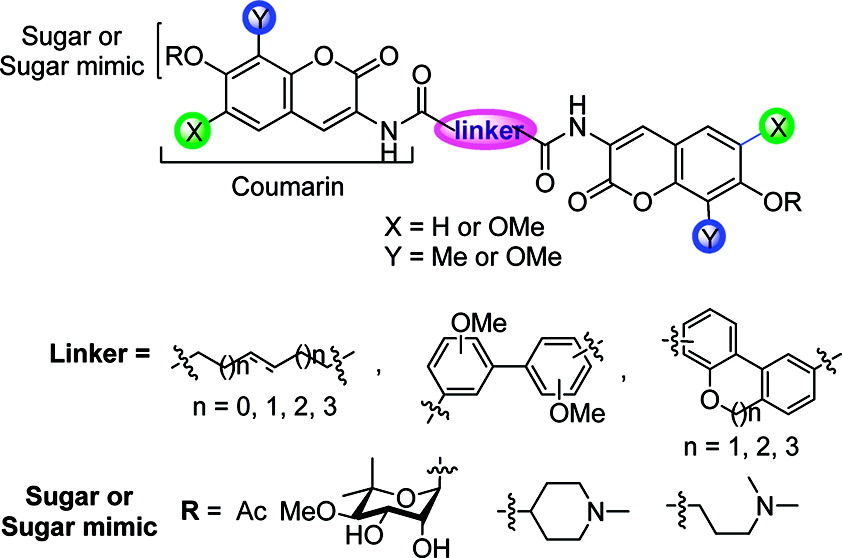 Sugar or
Sugar mimic
RO
Y
O
O
X
N
H
O
linker
O
H
N
O
O
X
OR
Y
Coumarin
X = H or OMe
Y = Me or OMe
Linker =
()n
()n
,
n = 0, 1, 2, 3
OMe
OMe
,
O
()n
n = 1, 2, 3
Sugar or
Sugar mimic
R = Ac
MeO
O
HO
OH
N
N